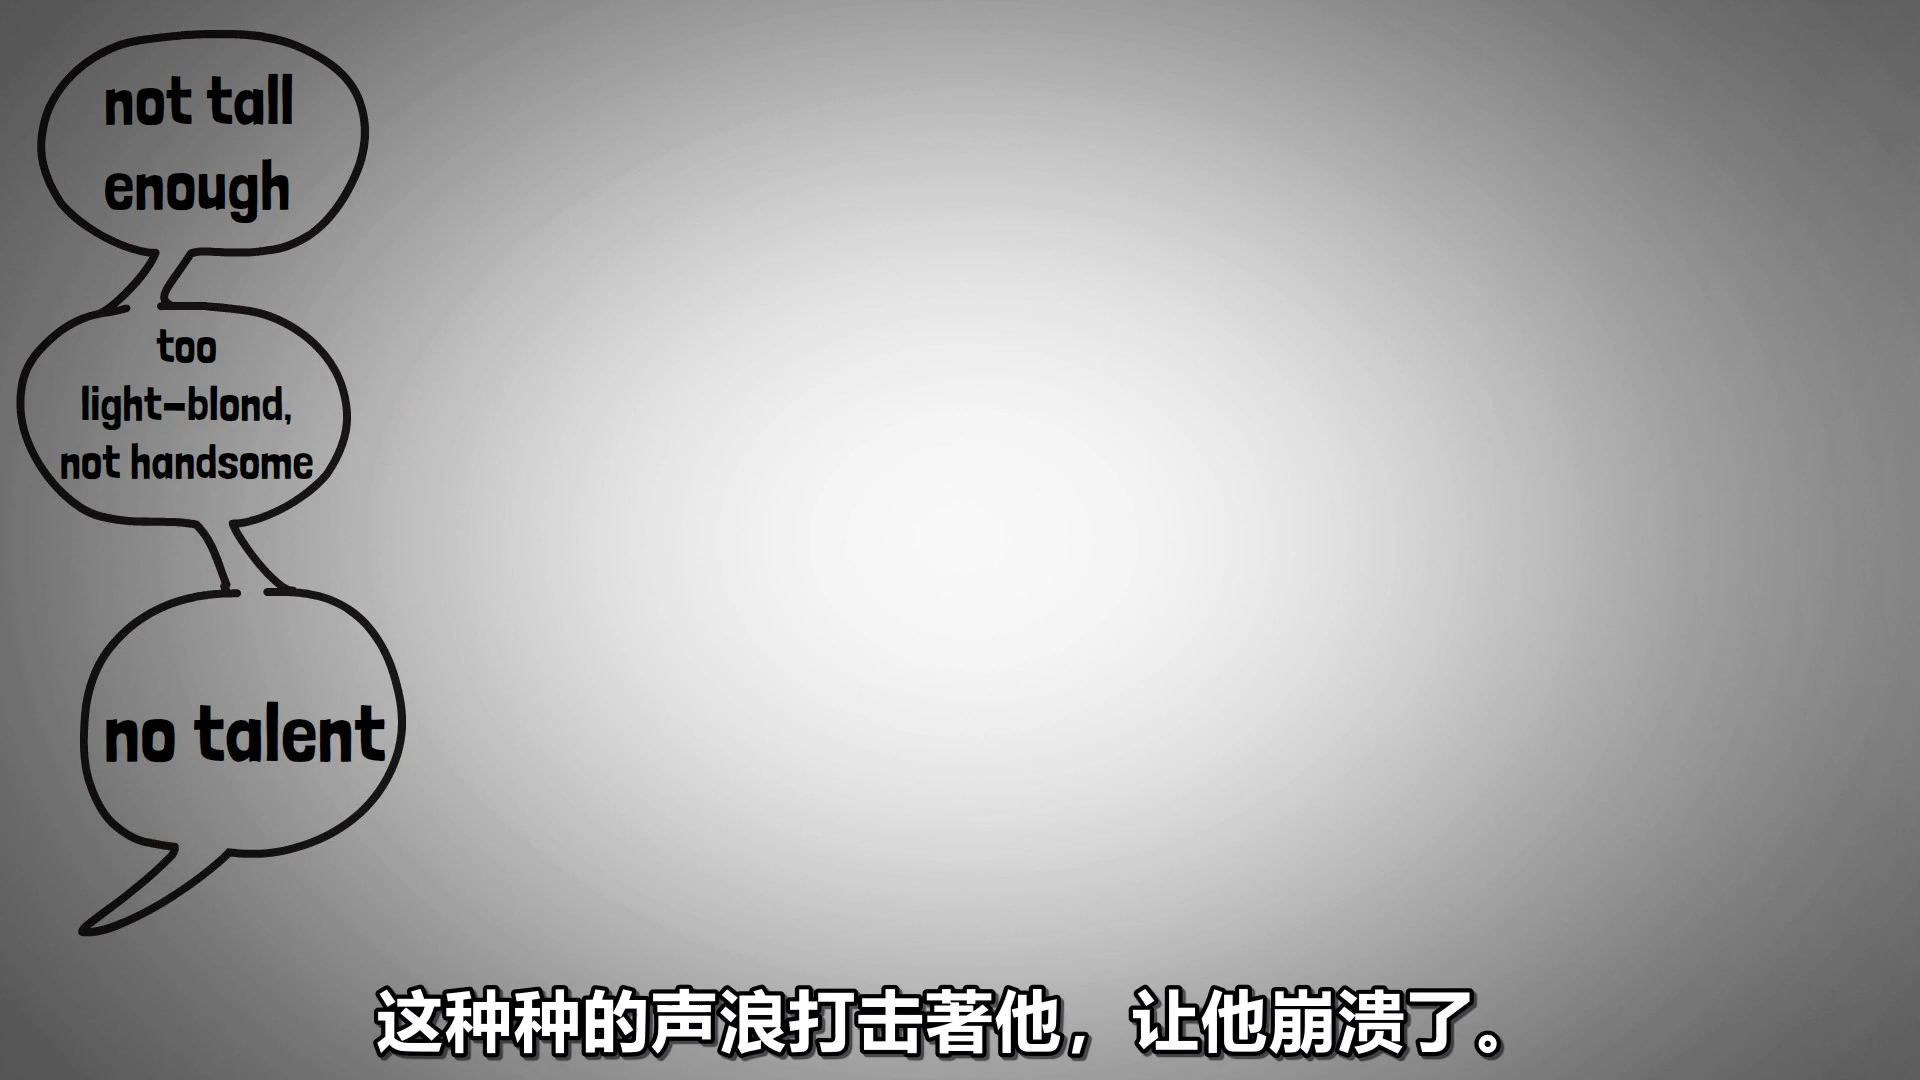 not tall
enough
too
light-blond,
not handsome
no talent
这种种的声浪打击著他，让他崩溃了。